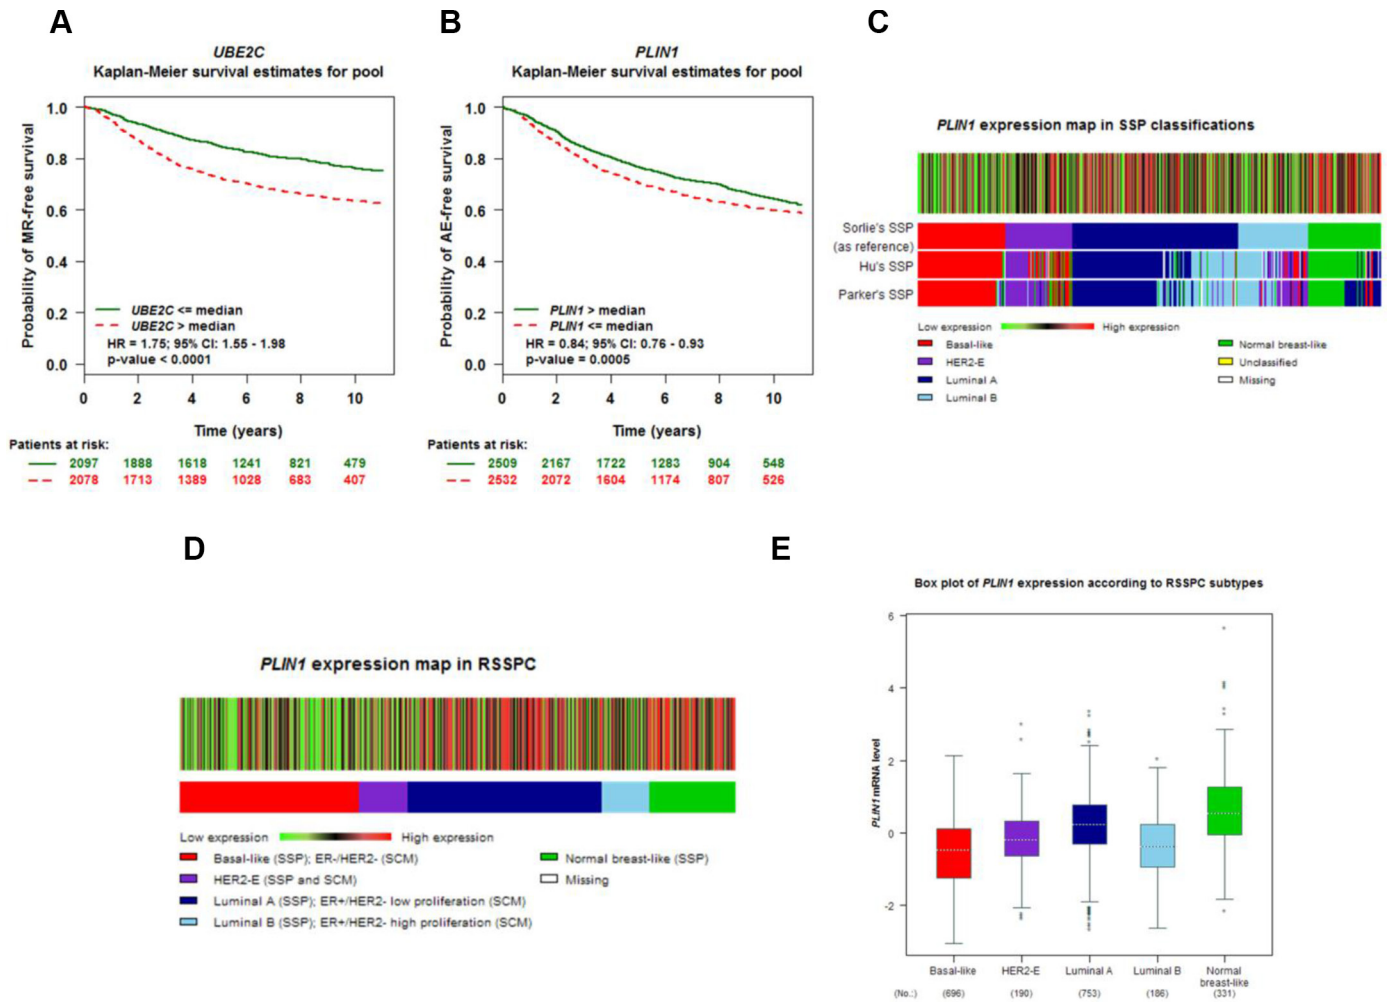 A
UBE2C
Kaplan-Meier survival estimates for pool
Probability of MR-free survival
1.0
0.8
0.6
0.4
0.2
0.0
UBE2C <= median
UBE2C > median
HR = 1.75; 95% CI: 1.55 - 1.98
p-value < 0.0001
0 2 4 6 8 10
Time (years)
Patients at risk:
2097 1888 1618 1241 821 479
2078 1713 1389 1028 683 407
B
PLIN1
Kaplan-Meier survival estimates for pool
Probability of AE-free survival
1.0
0.8
0.6
0.4
0.2
0.0
PLIN1 > median
PLIN1 <= median
HR = 0.84; 95% CI: 0.76 - 0.93
p-value = 0.0005
0 2 4 6 8 10
Time (years)
Patients at risk:
2509 2167 1722 1283 904 548
2532 2072 1604 1174 807 526
C
PLIN1 expression map in SSP classifications
Sorlie's SSP
(as reference)
Hu's SSP
Parker's SSP
Low expression High expression
Basal-like
HER2-E
Luminal A
Luminal B
Normal breast-like
Unclassified
Missing
D
PLIN1 expression map in RSSPC
Low expression High expression
Basal-like (SSP); ER-/HER2- (SCM)
HER2-E (SSP and SCM)
Luminal A (SSP); ER+/HER2- low proliferation (SCM)
Luminal B (SSP); ER+/HER2- high proliferation (SCM)
Normal breast-like (SSP)
Missing
E
Box plot of PLIN1 expression according to RSSPC subtypes
PLIN1 mRNA level
6
4
2
0
-2
Basal-like HER2-E Luminal A Luminal B Normal
breast-like
(No.:) (696) (190) (753) (186) (331)